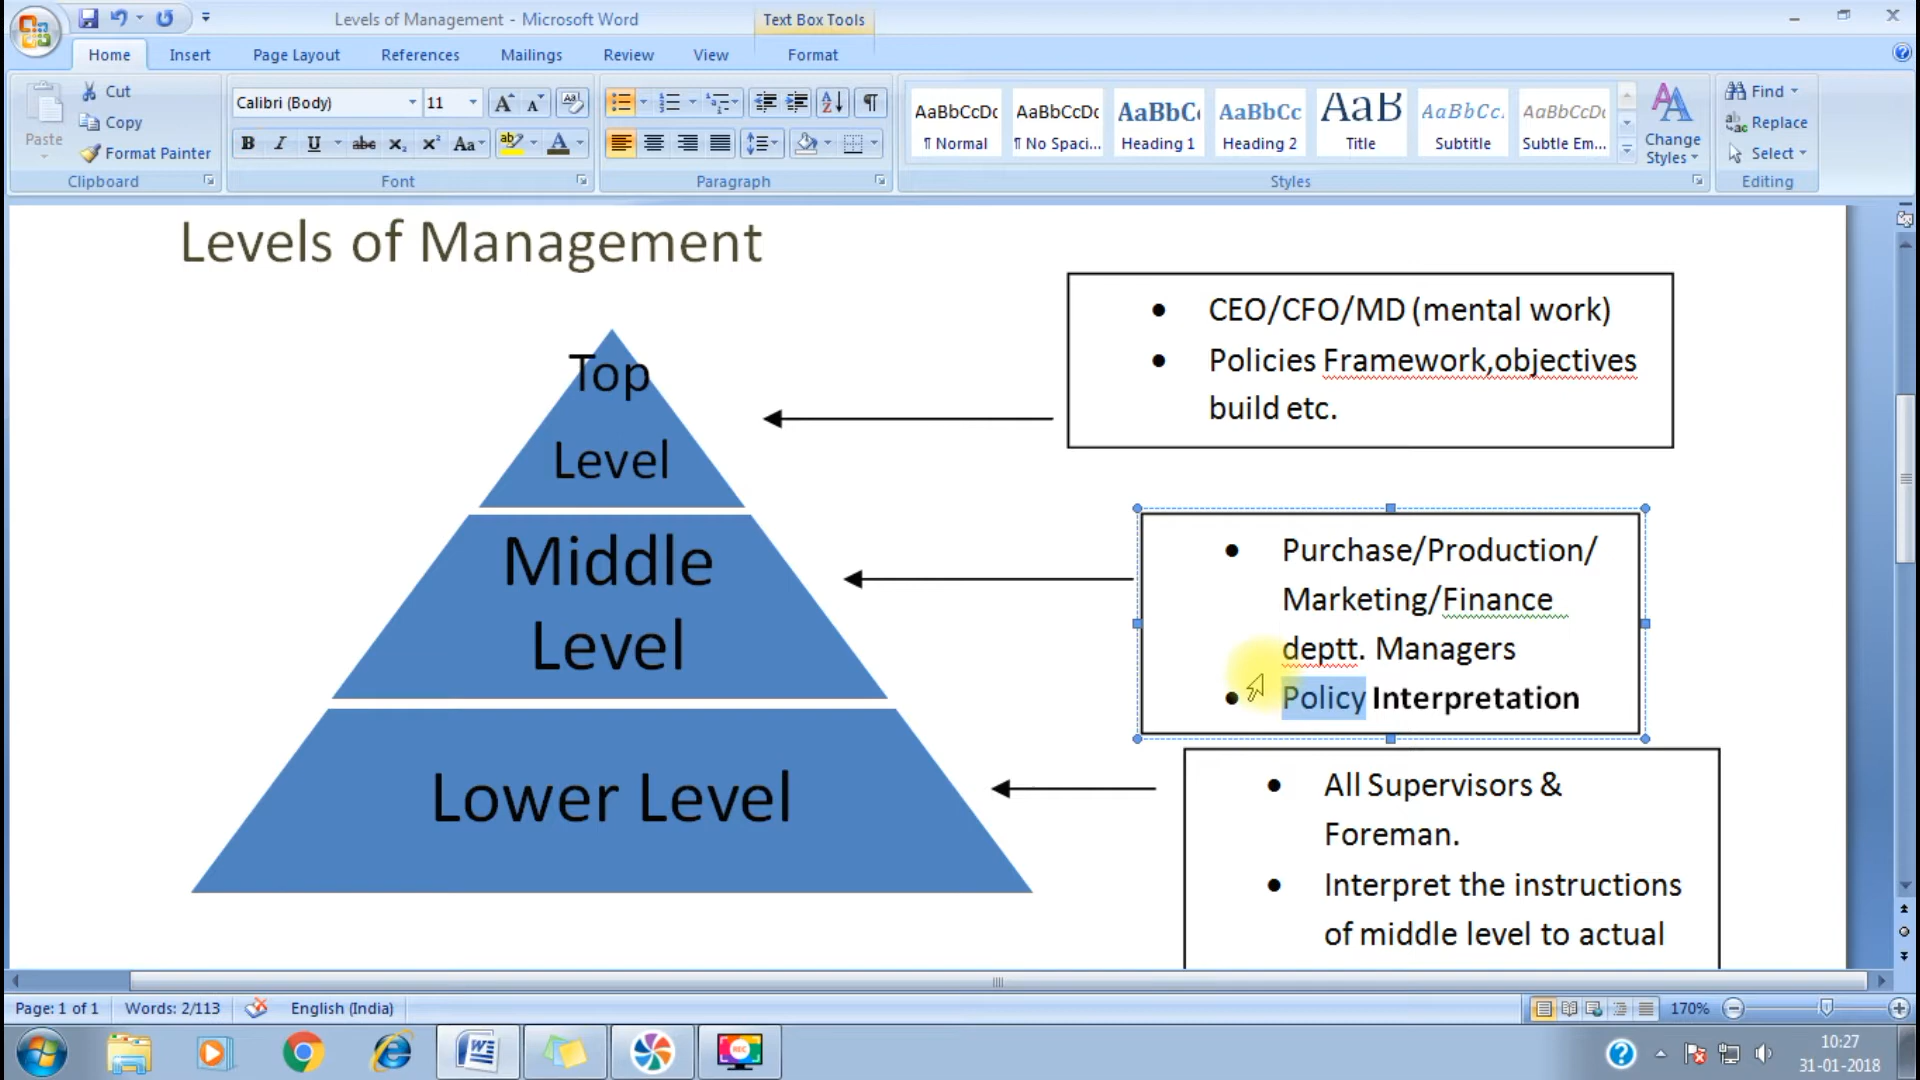 Levels of Management - Microsoft Word
Text Box Tools
Home
Insert
Page Layout
References
Mailings
Review
View
Format
Paste
Cut
Copy
Format Painter
Clipboard
Calibri (Body)
11
Font
Paragraph
AaBbCcDc
¶ Normal
AaBbCcDc
¶ No Spaci...
AaBbC
Heading 1
AaBbCc
Heading 2
AaB
Title
AaBbCc.
Subtitle
AaBbCcDc
Subtle Em...
Change
Styles
Styles
Find
Replace
Select
Editing
Levels of Management
Top
Level
Middle
Level
Lower Level
• CEO/CFO/MD (mental work)
• Policies Framework,objectives
build etc.
• Purchase/Production/
Marketing/Finance
deptt. Managers
• Policy Interpretation
• All Supervisors &
Foreman.
• Interpret the instructions
of middle level to actual
Page: 1 of 1
Words: 2/113
English (India)
170%
10:27
31-01-2018